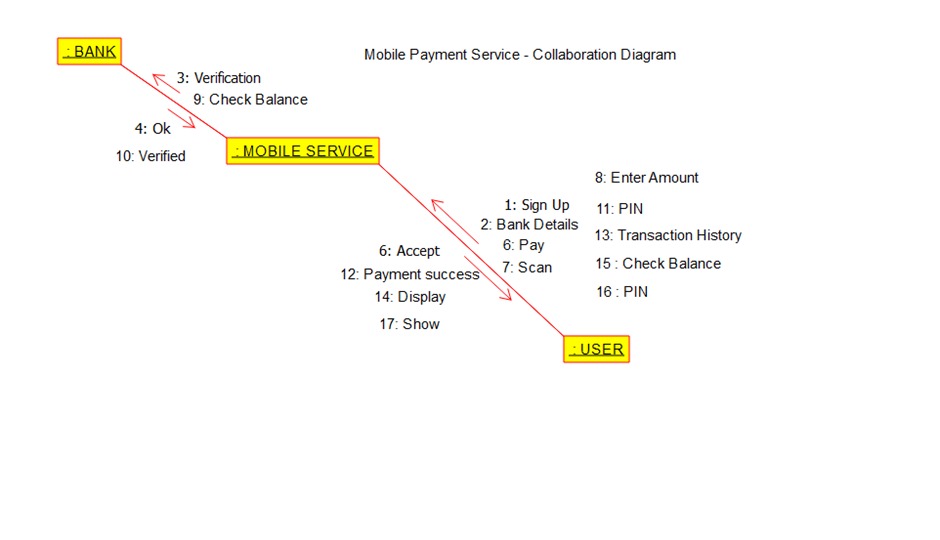 : BANK
Mobile Payment Service - Collaboration Diagram
3: Verification
9: Check Balance
4: Ok
10: Verified
: MOBILE SERVICE
8: Enter Amount
1: Sign Up
11: PIN
2: Bank Details
13: Transaction History
6: Pay
6: Accept
15 : Check Balance
7: Scan
12: Payment success
16 : PIN
14: Display
17: Show
: USER